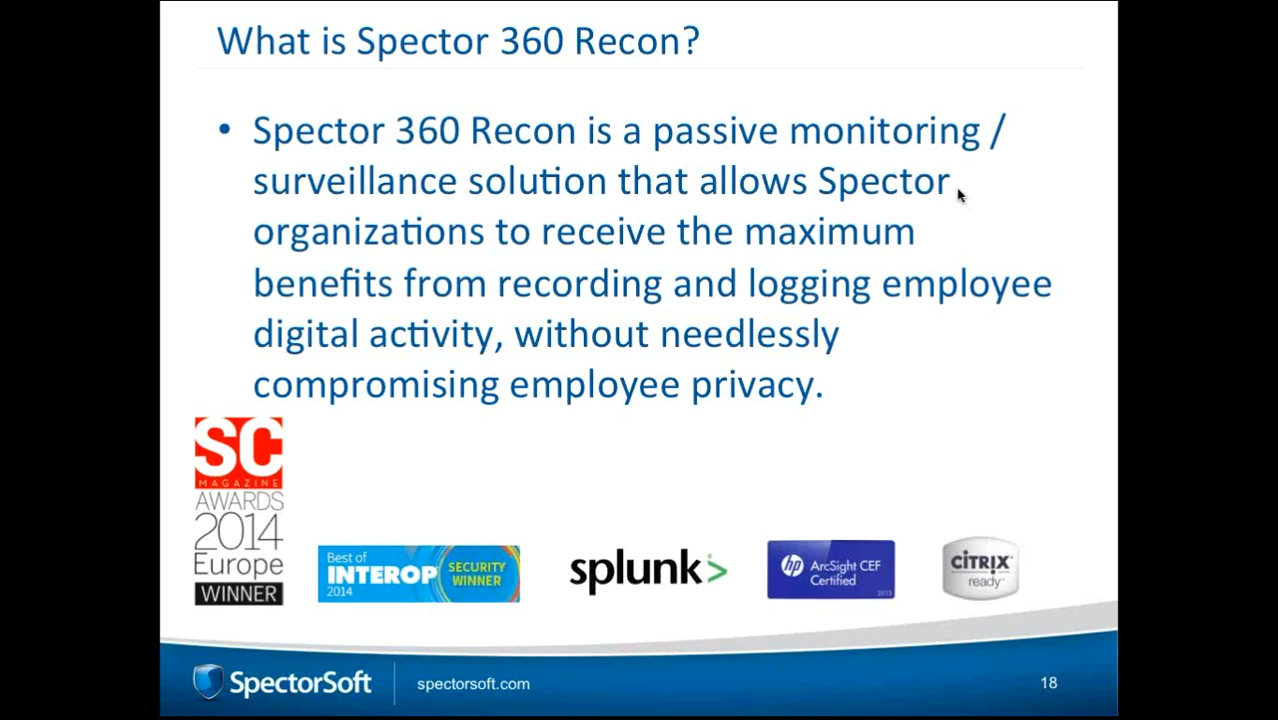 What is Spector 360 Recon?
• Spector 360 Recon is a passive monitoring /
surveillance solution that allows Spector
organizations to receive the maximum
benefits from recording and logging employee
digital activity, without needlessly
compromising employee privacy.
SC
MAGAZINE
AWARDS
2014
Europe
WINNER
Best of
INTEROP
2014
SECURITY
WINNER
splunk>
hp
ArcSight CEF
Certified
2013
CITRIX
ready
SpectorSoft
spectorsoft.com
18